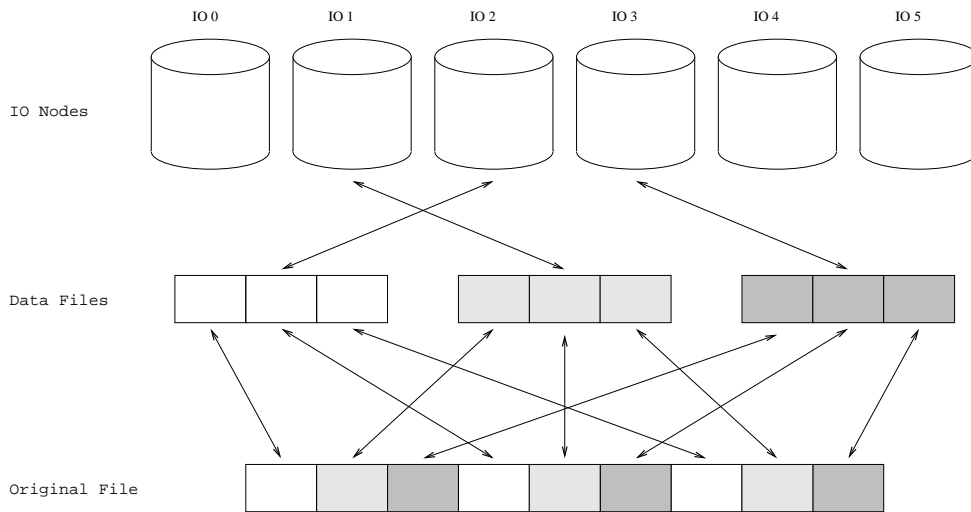 IO 0 IO 1 IO 2 IO 3 IO 4 IO 5
IO Nodes
Data Files
Original File